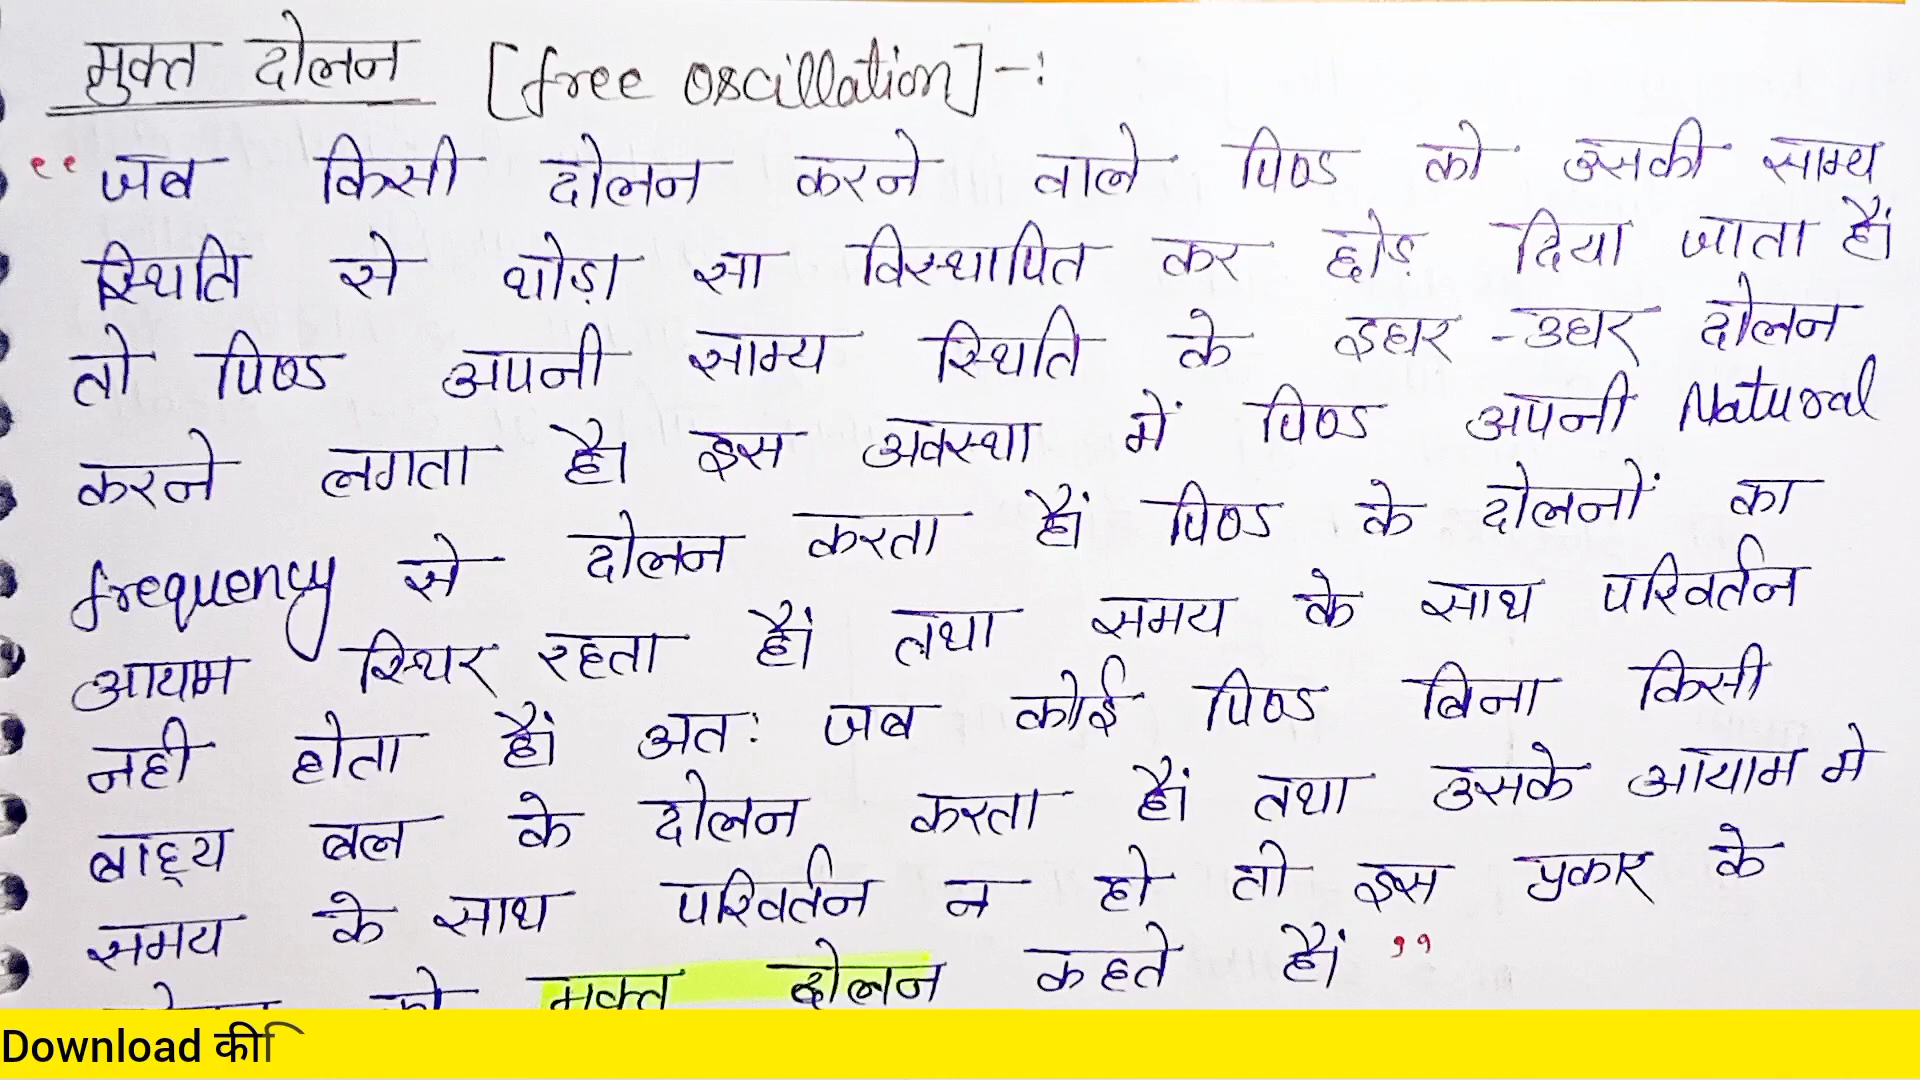 मुक्त दोलन [free oscillation]-:
"जब किसी दोलन करने वाले पिण्ड को उसकी साम्य
स्थिति से थोड़ा सा विस्थापित कर छोड़ दिया जाता हैं
तो पिण्ड अपनी साम्य स्थिति के इधर-उधर दोलन
करने लगता है। इस अवस्था में पिण्ड अपनी Natural
frequency से दोलन करता हैं। पिण्ड के दोलनों का
आयाम स्थिर रहता हैं। तथा समय के साथ परिवर्तन
नही होता हैं। अत: जब कोई पिण्ड बिना किसी
बाह्य बल के दोलन करता हैं। तथा उसके आयाम मे
समय के साथ परिवर्तन न हो तो इस प्रकार के
को मुक्त दोलन कहते हैं।"
Download की